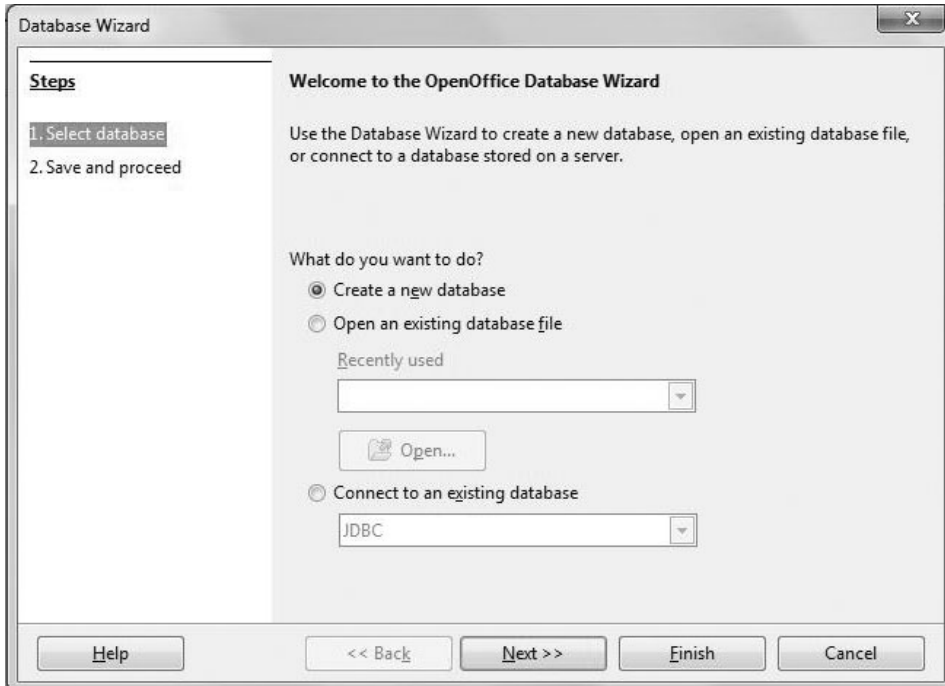 Database Wizard
X
Steps
1. Select database
2. Save and proceed
Welcome to the OpenOffice Database Wizard
Use the Database Wizard to create a new database, open an existing database file,
or connect to a database stored on a server.
What do you want to do?
Create a new database
Open an existing database file
Recently used
Open...
Connect to an existing database
JDBC
Help
<< Back
Next >>
Finish
Cancel